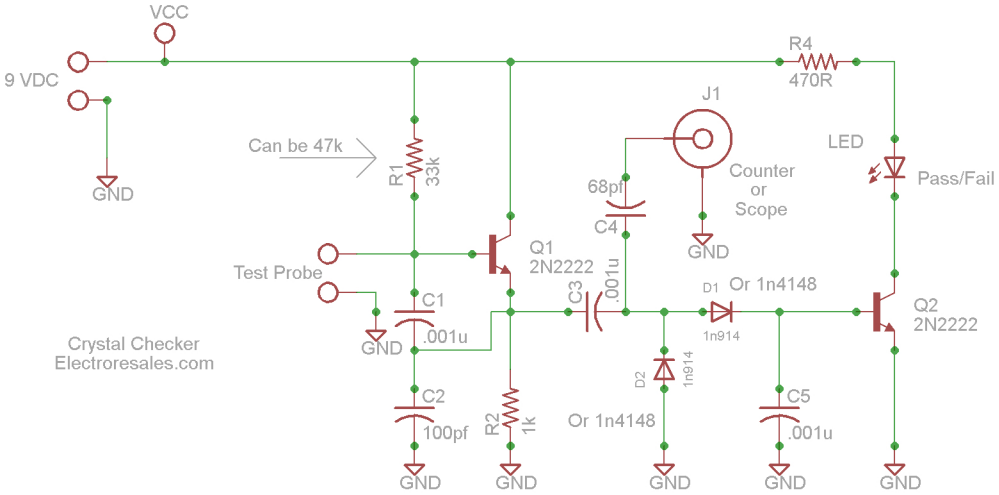 VCC
9 VDC
GND
Can be 47k
R1
33k
R4
470R
J1
Counter
or
Scope
GND
LED
Pass/Fail
68pf
C4
Test Probe
GND
Q1
2N2222
C1
.001u
C3
.001u
D1
Or 1n4148
1n914
Q2
2N2222
Crystal Checker
Electroresales.com
D2
1n914
Or 1n4148
C2
100pf
R2
1k
C5
.001u
GND
GND
GND
GND
GND